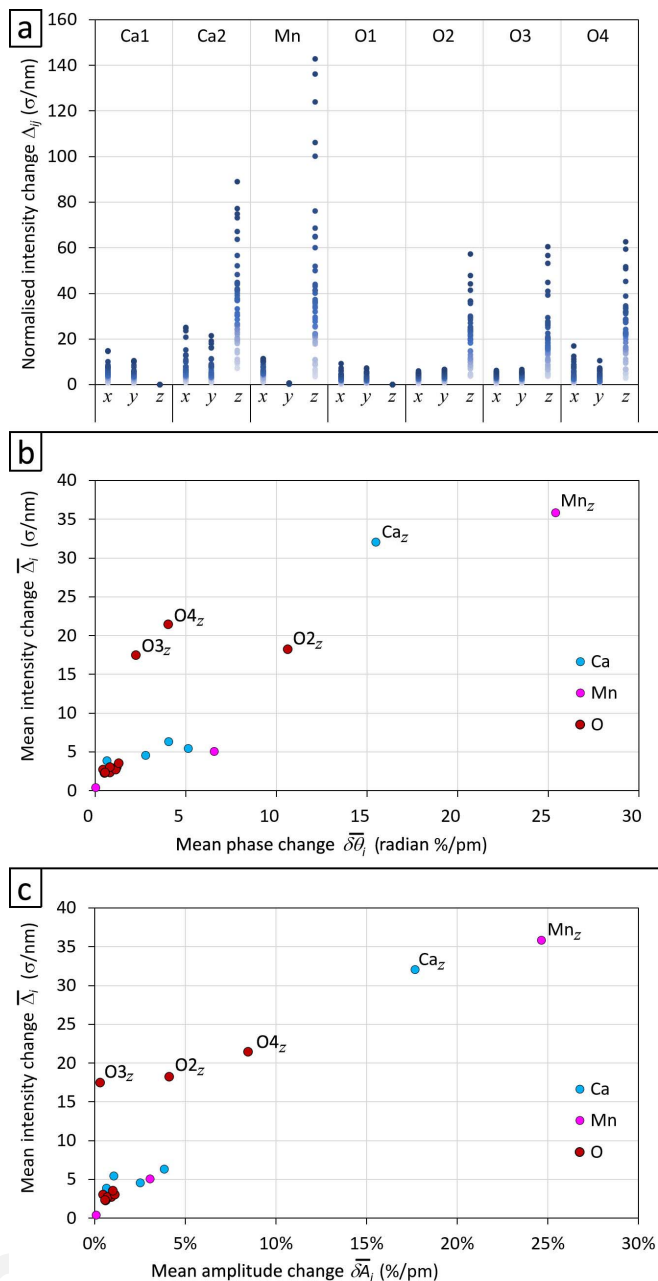 a
Ca1 Ca2 Mn O1 O2 O3 O4
Normalised intensity change Δij (σ/nm)
160
140
120
100
80
60
40
20
0
x y z x y z x y z x y z x y z x y z x y z
b
Mean intensity change Δ̅i (σ/nm)
40
35
30
25
20
15
10
5
0
Mnz
Caz
O4z
O3z
O2z
Ca
Mn
O
0 5 10 15 20 25 30
Mean phase change δ̅θ̅i (radian %/pm)
c
Mean intensity change Δ̅i (σ/nm)
40
35
30
25
20
15
10
5
0
Mnz
Caz
O4z
O3z
O2z
Ca
Mn
O
0% 5% 10% 15% 20% 25% 30%
Mean amplitude change δ̅A̅i (%/pm)